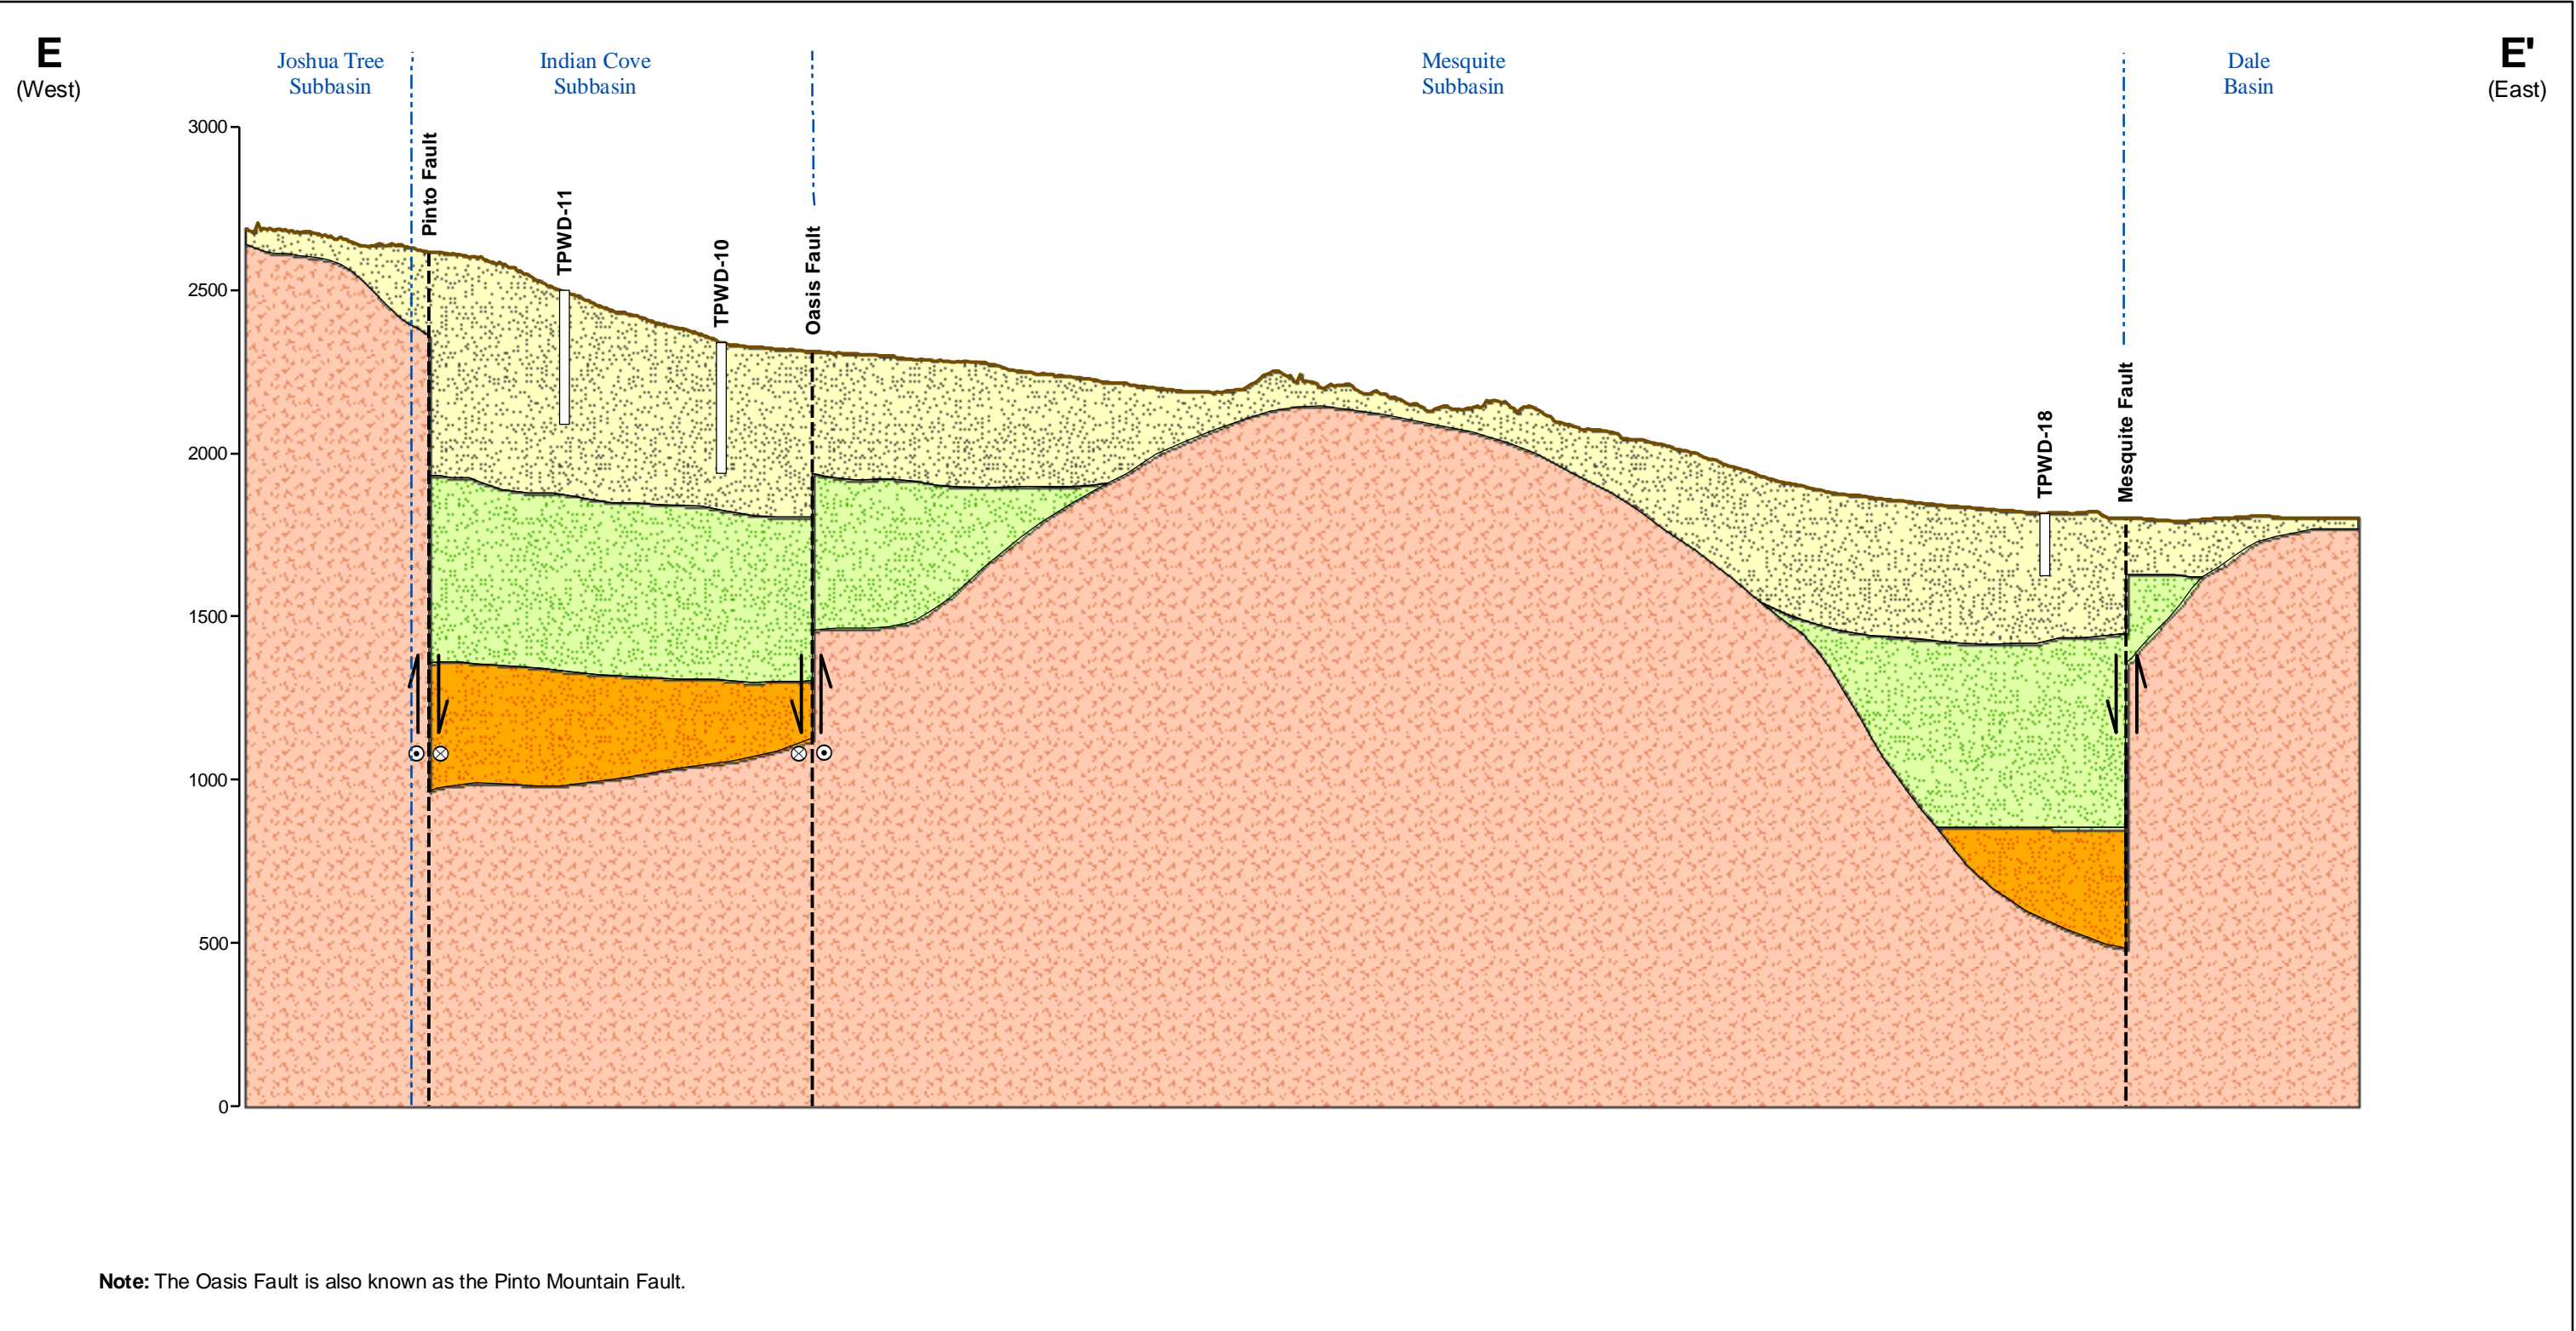 E
(West)
Joshua Tree
Subbasin
Indian Cove
Subbasin
Mesquite
Subbasin
Dale
Basin
E'
(East)
3000
2500
2000
1500
1000
500
0
Pinto Fault
TPWD-11
TPWD-10
Oasis Fault
TPWD-18
Mesquite Fault
Note: The Oasis Fault is also known as the Pinto Mountain Fault.